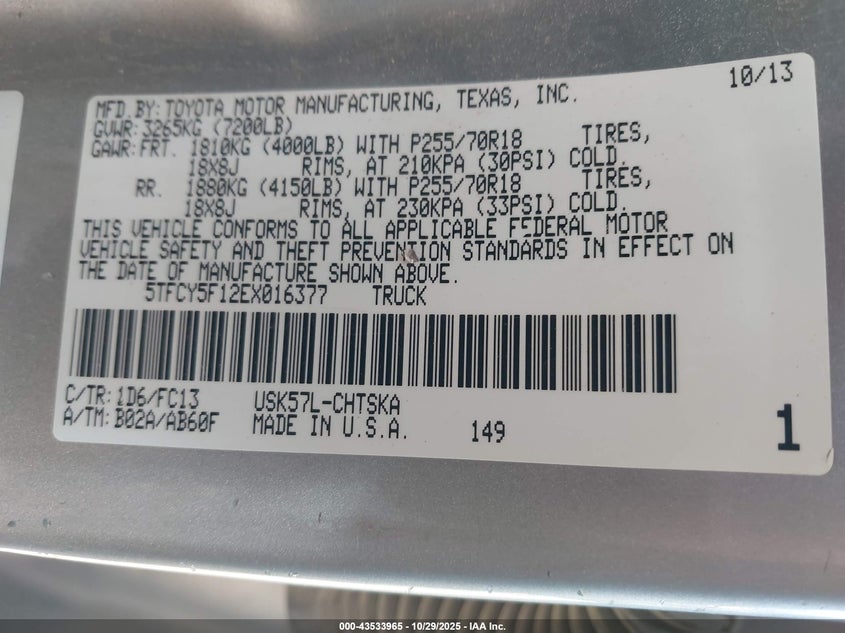 10/13
MFD.BY:TOYOTA MOTOR MANUFACTURING, TEXAS, INC.
GVWR:3265KG (7200LB)
GAWR:FRT. 1810KG (4000LB) WITH P255/70R18 TIRES,
18X8J RIMS, AT 210KPA (30PSI) COLD.
RR. 1880KG (4150LB) WITH P255/70R18 TIRES,
18X8J RIMS, AT 230KPA (33PSI) COLD.
THIS VEHICLE CONFORMS TO ALL APPLICABLE FEDERAL MOTOR
VEHICLE SAFETY AND THEFT PREVENTION STANDARDS IN EFFECT ON
THE DATE OF MANUFACTURE SHOWN ABOVE.
5TFCY5F12EX016377 TRUCK
C/TR:1D6/FC13 USK57L-CHTSKA
A/TM:B02A/AB60F MADE IN U.S.A. 149 1
000-43533965 - 10/29/2025 - IAA Inc.